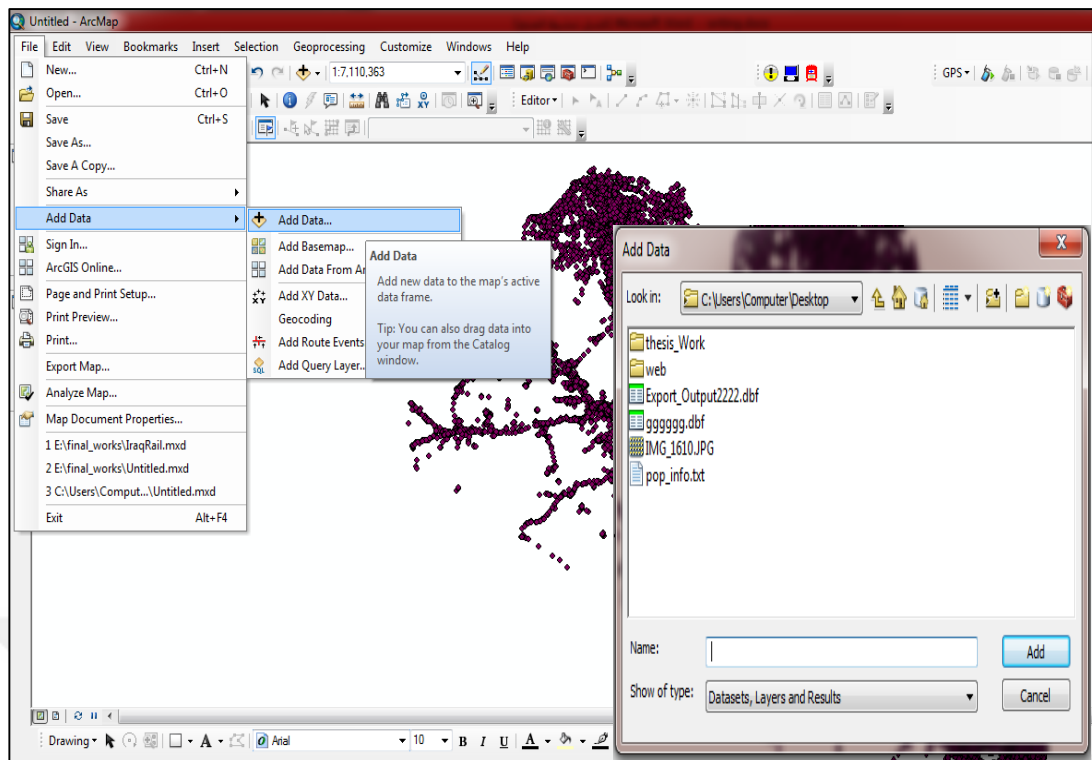 Untitled - ArcMap
File Edit View Bookmarks Insert Selection Geoprocessing Customize Windows Help
New... Ctrl+N
1:7,110,363
GPS
Open... Ctrl+O
Editor
Save Ctrl+S
Save As...
Save A Copy...
Share As
Add Data
Add Data...
Sign In...
Add Basemap...
ArcGIS Online...
Add Data From Ar
Page and Print Setup...
XY Add XY Data...
Print Preview...
Geocoding
Print...
Add Route Events
Export Map...
SQL Add Query Layer...
Analyze Map...
Map Document Properties...
1 E:\final_works\IraqRail.mxd
2 E:\final_works\Untitled.mxd
3 C:\Users\Comput...\Untitled.mxd
Exit Alt+F4
Add Data
Add new data to the map's active
data frame.
Tip: You can also drag data into
your map from the Catalog
window.
Add Data
X
Look in: C:\Users\Computer\Desktop
thesis_Work
web
Export_Output2222.dbf
gggggg.dbf
IMG_1610.JPG
pop_info.txt
Name:
Add
Show of type: Datasets, Layers and Results
Cancel
Drawing A Arial 10 B I U A